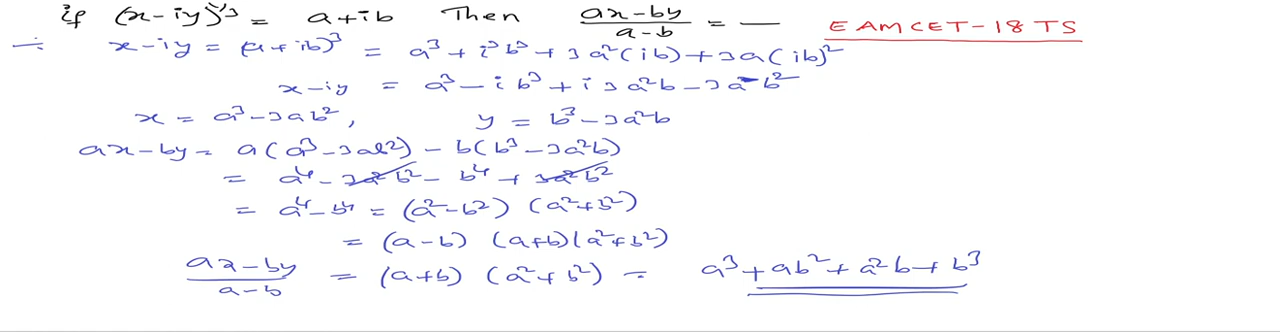 if (x-iy)^{1/3} = a+ib Then \frac{ax-by}{a-b} = — EAMCET-18 TS
∴ x-iy = (a+ib)^3 = a^3 + i^3b^3 + 3a^2(ib) + 3a(ib)^2
x-iy = a^3 - ib^3 + i3a^2b - 3ab^2
x = a^3 - 3ab^2, y = b^3 - 3a^2b
ax-by = a(a^3 - 3ab^2) - b(b^3 - 3a^2b)
= a^4 - 3a^2b^2 - b^4 + 3a^2b^2
= a^4 - b^4 = (a^2-b^2) (a^2+b^2)
= (a-b) (a+b)(a^2+b^2)
\frac{ax-by}{a-b} = (a+b) (a^2+b^2) = a^3 + ab^2 + a^2b + b^3